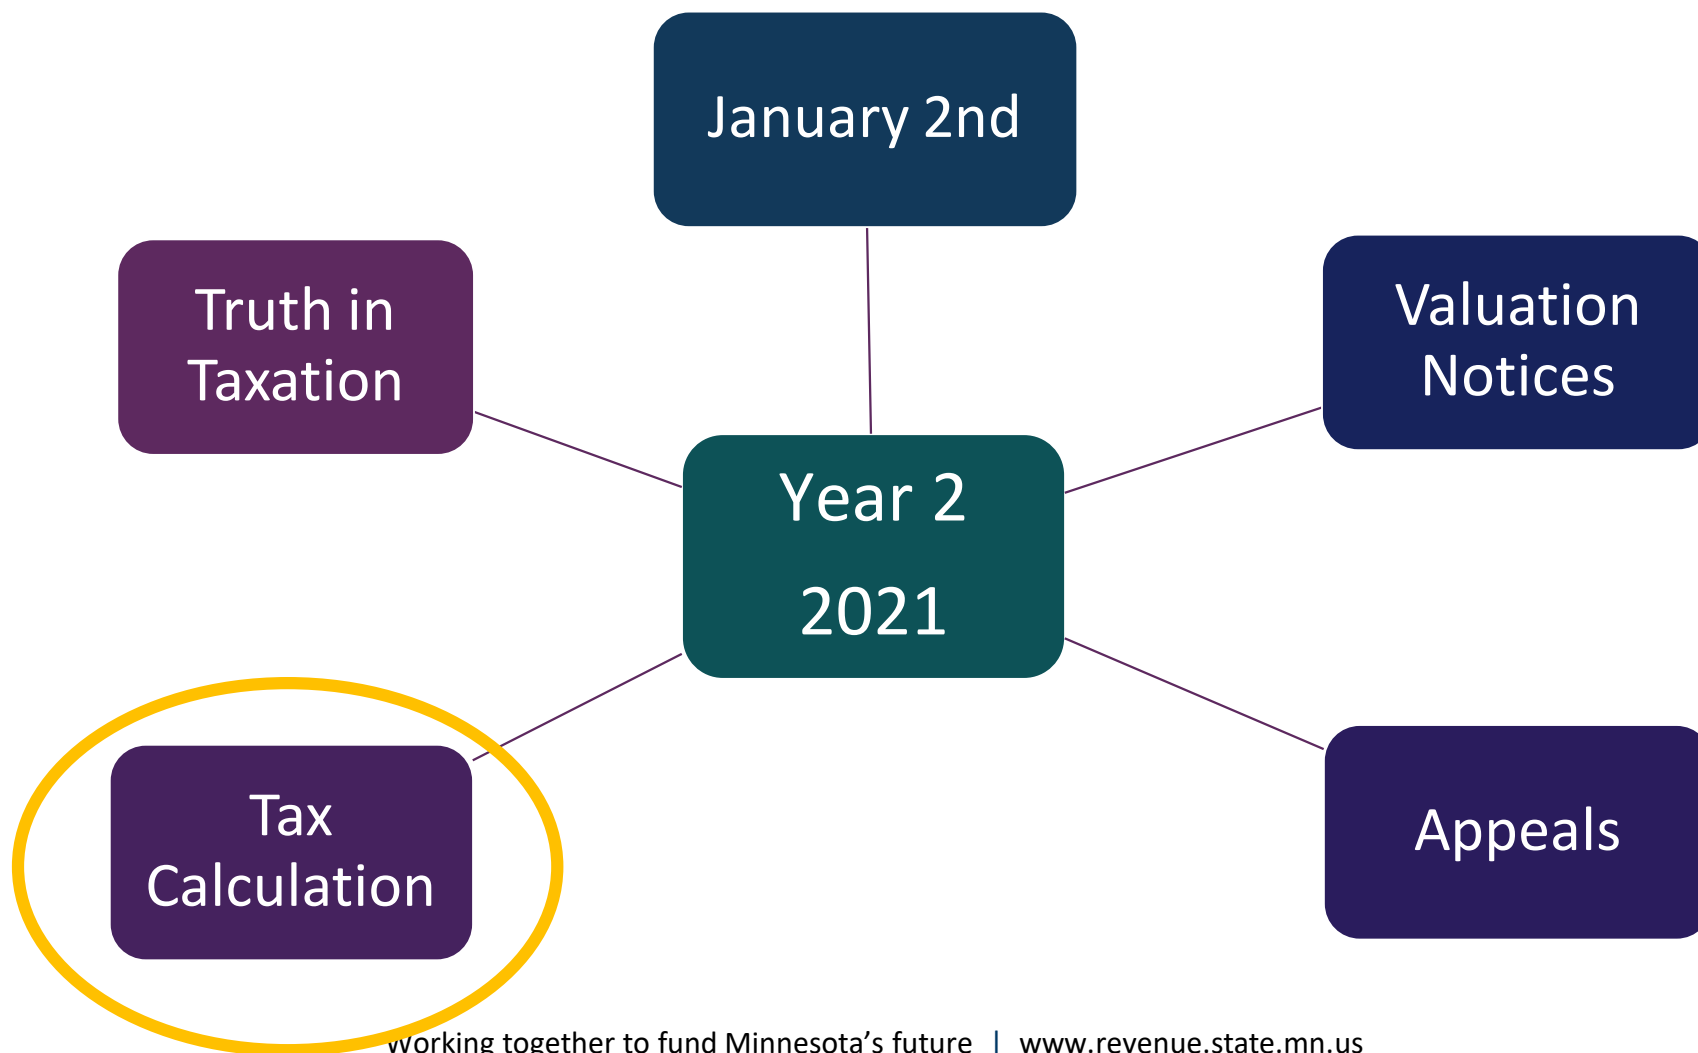 January 2nd
Truth in
Taxation
Valuation
Notices
Year 2
2021
Tax
Calculation
Appeals
Working together to fund Minnesota’s future | www.revenue.state.mn.us